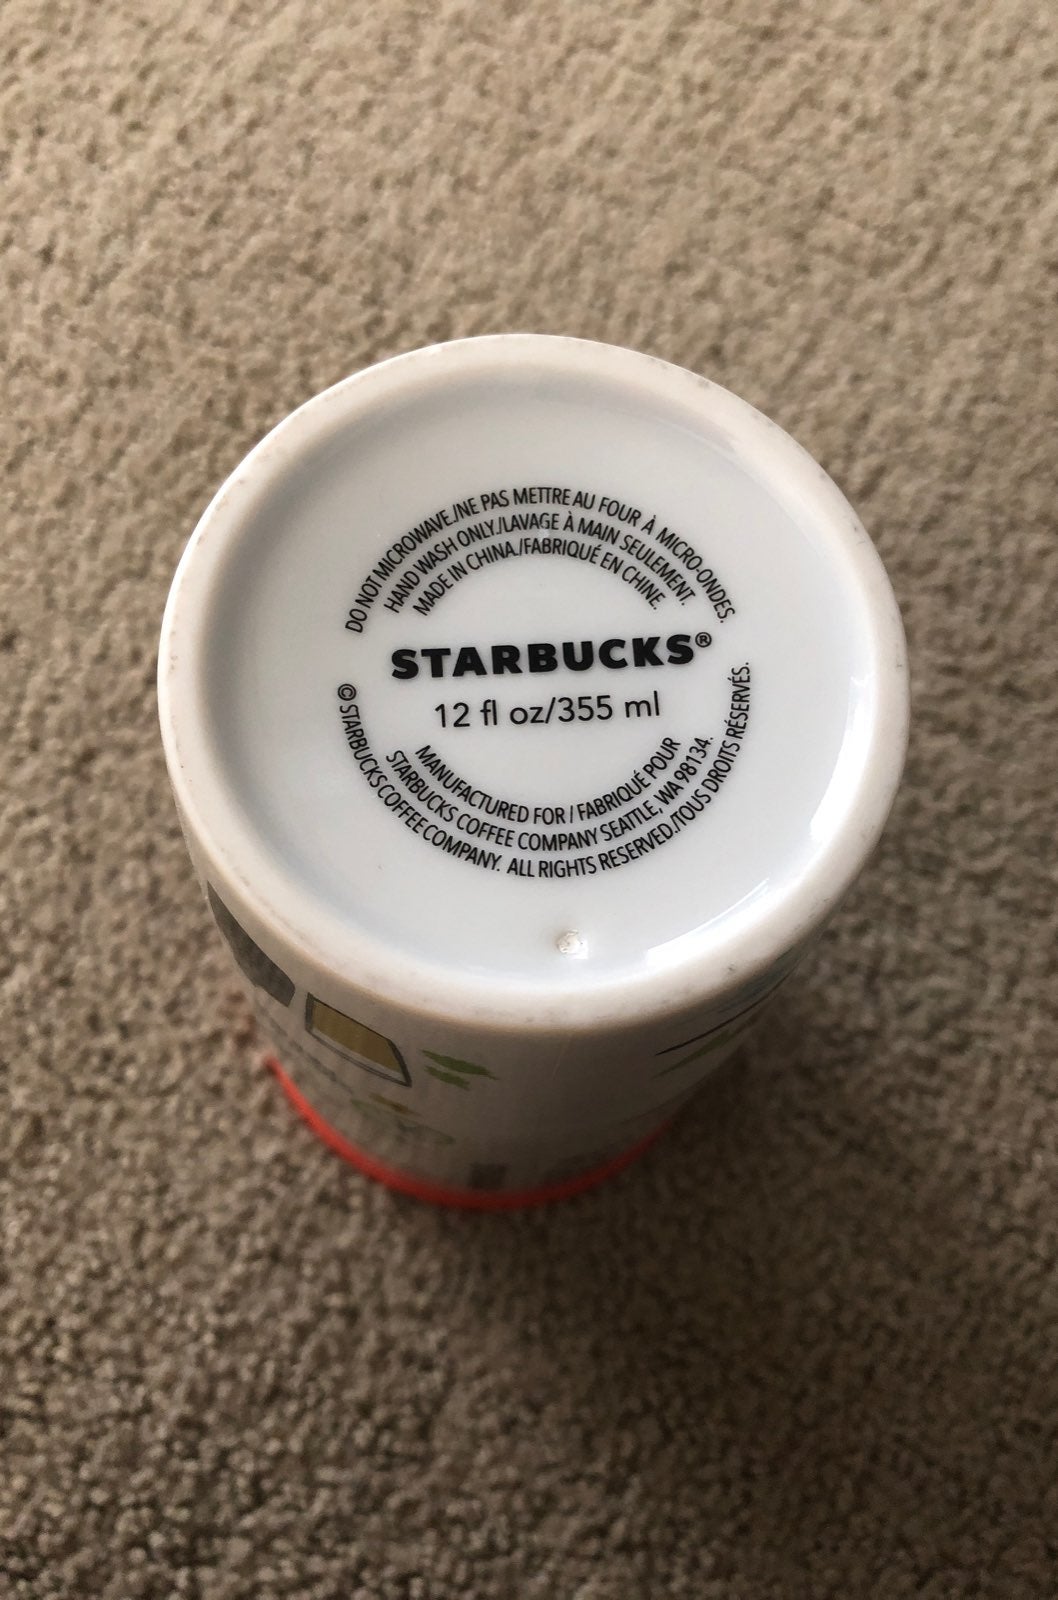 DO NOT MICROWAVE./NE PAS METTRE AU FOUR À MICRO-ONDES.
HAND WASH ONLY./LAVAGE À MAIN SEULEMENT.
MADE IN CHINA./FABRIQUÉ EN CHINE.
STARBUCKS®
12 fl oz/355 ml
MANUFACTURED FOR / FABRIQUÉ POUR
STARBUCKS COFFEE COMPANY SEATTLE, WA 98134.
© STARBUCKS COFFEE COMPANY. ALL RIGHTS RESERVED./TOUS DROITS RÉSERVÉS.